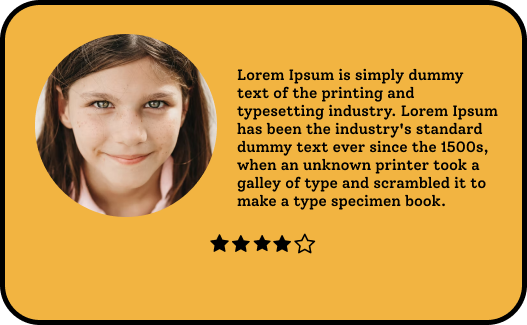 Lorem Ipsum is simply dummy
text of the printing and
typesetting industry. Lorem Ipsum
has been the industry's standard
dummy text ever since the 1500s,
when an unknown printer took a
galley of type and scrambled it to
make a type specimen book.